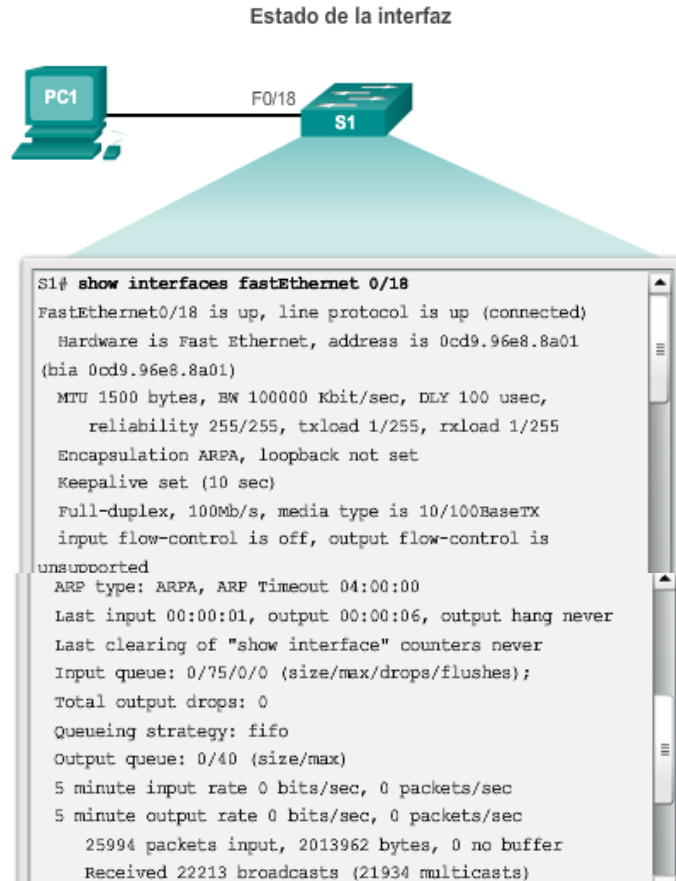 Estado de la interfaz
PC1
F0/18
S1
S1# show interfaces fastEthernet 0/18
FastEthernet0/18 is up, line protocol is up (connected)
Hardware is Fast Ethernet, address is 0cd9.96e8.8a01
(bia 0cd9.96e8.8a01)
MTU 1500 bytes, BW 100000 Kbit/sec, DLY 100 usec,
reliability 255/255, txload 1/255, rxload 1/255
Encapsulation ARPA, loopback not set
Keepalive set (10 sec)
Full-duplex, 100Mb/s, media type is 10/100BaseTX
input flow-control is off, output flow-control is
unsupported
ARP type: ARPA, ARP Timeout 04:00:00
Last input 00:00:01, output 00:00:06, output hang never
Last clearing of "show interface" counters never
Input queue: 0/75/0/0 (size/max/drops/flushes);
Total output drops: 0
Queueing strategy: fifo
Output queue: 0/40 (size/max)
5 minute input rate 0 bits/sec, 0 packets/sec
5 minute output rate 0 bits/sec, 0 packets/sec
25994 packets input, 2013962 bytes, 0 no buffer
Received 22213 broadcasts (21934 multicasts)